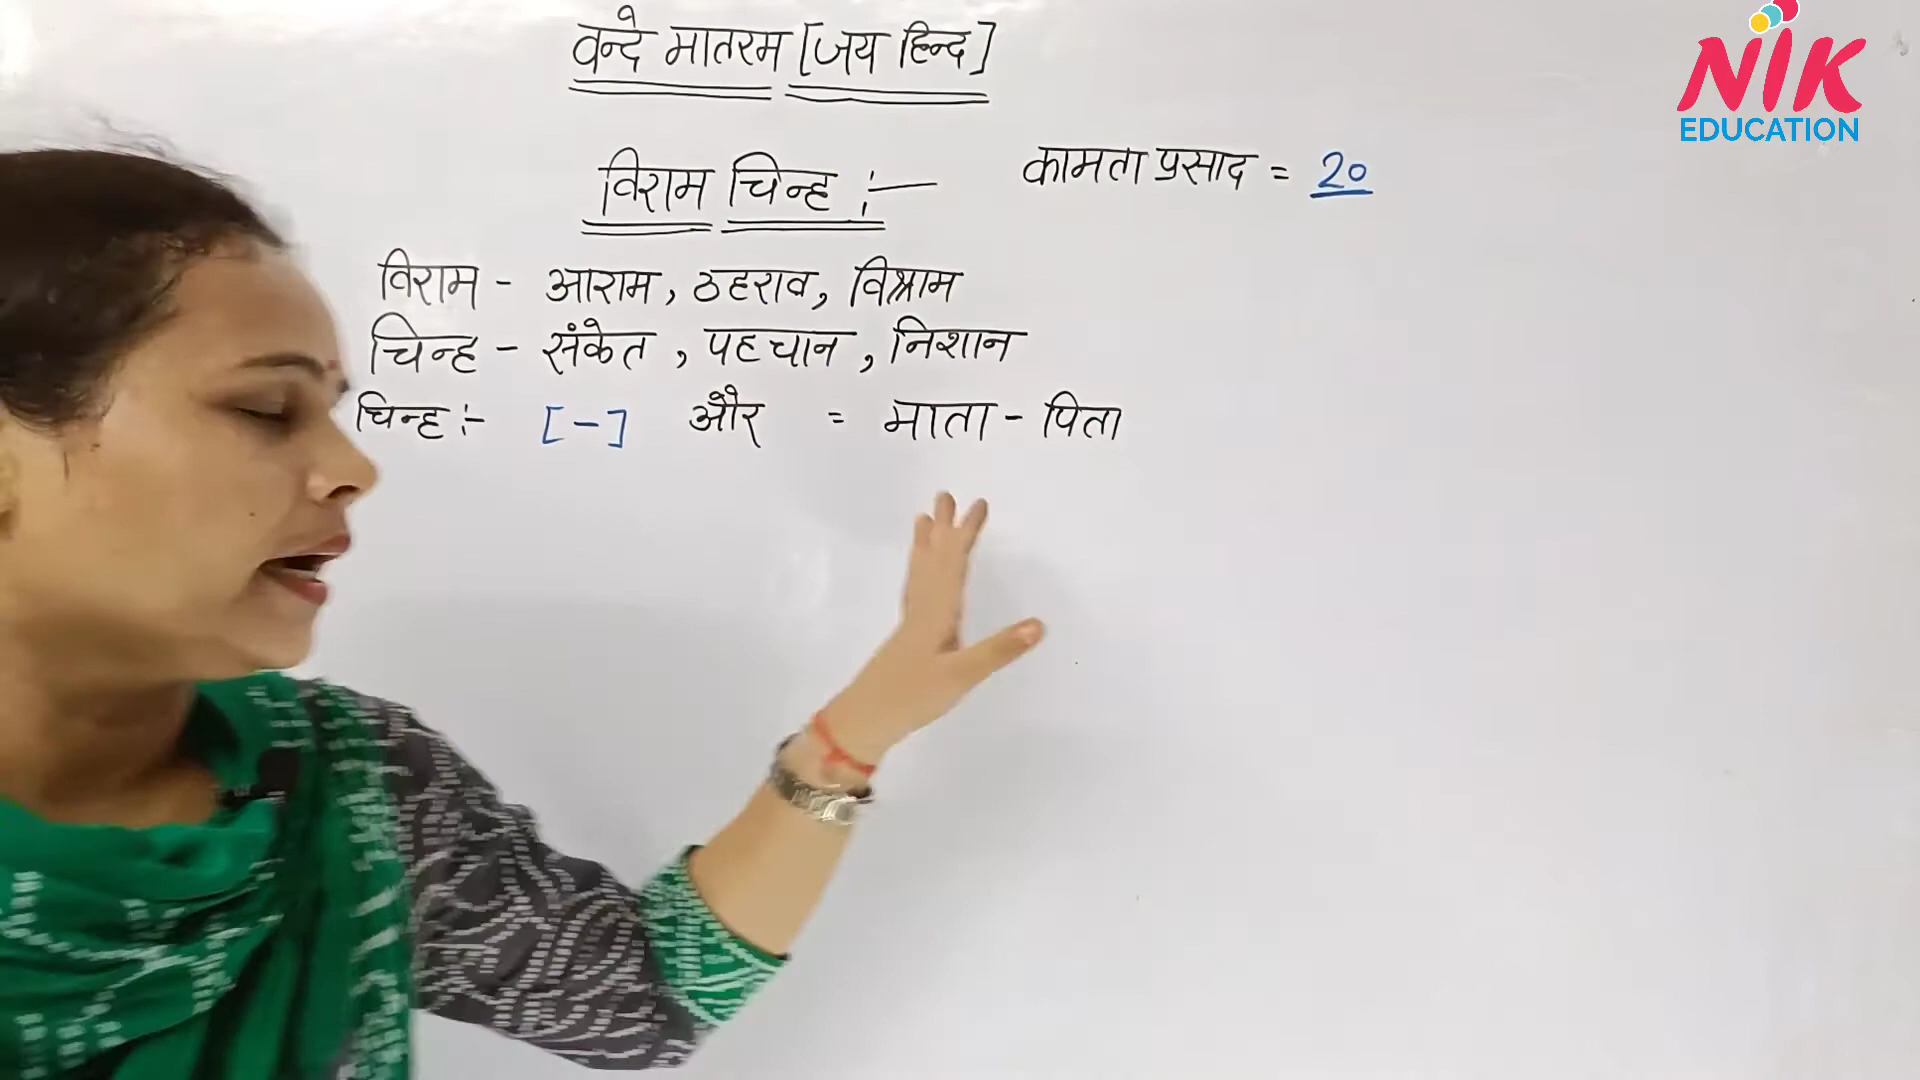 वन्दे मातरम [जय हिन्द]
NIK
EDUCATION
विराम चिन्ह :—
कामता प्रसाद = 20
विराम - आराम, ठहराव, विश्राम
चिन्ह - संकेत, पहचान, निशान
चिन्ह :- [-] और = माता - पिता